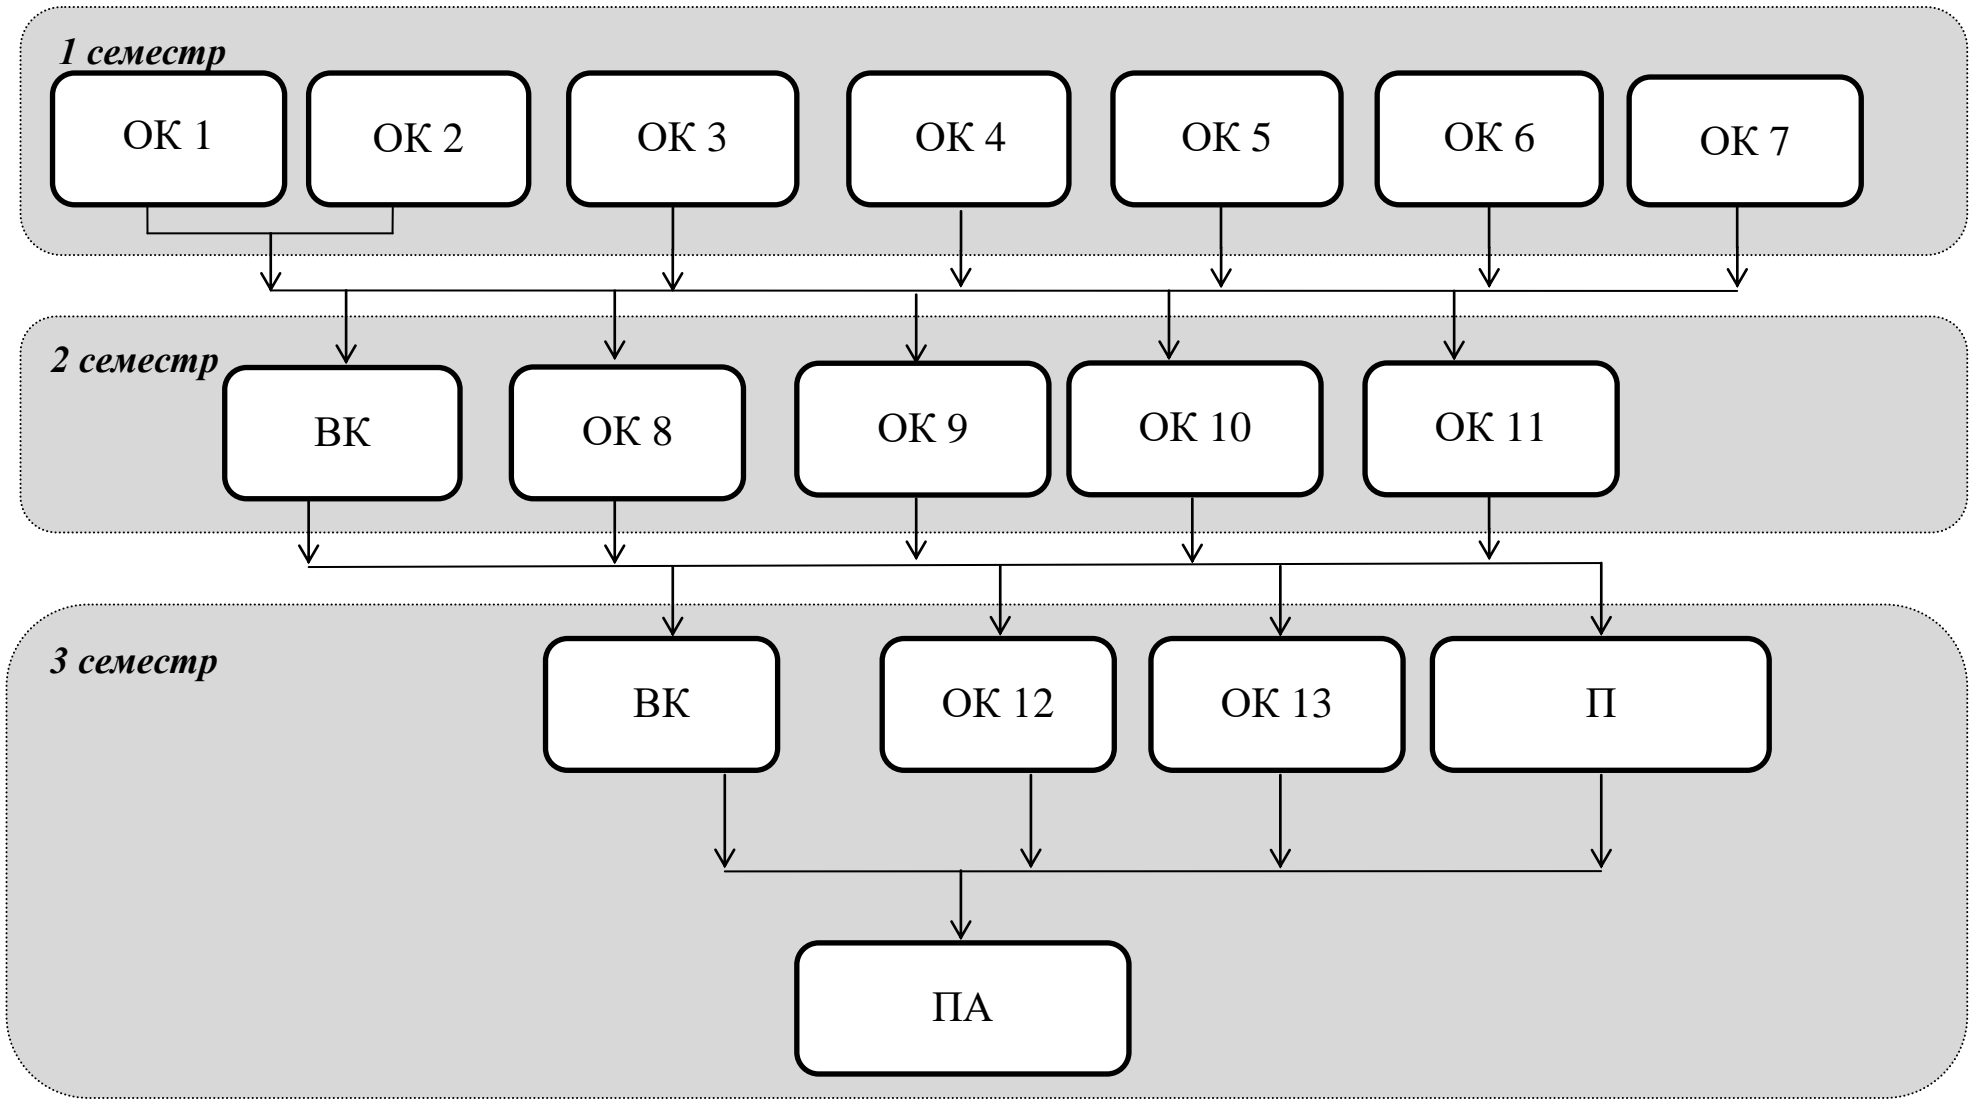 1 семестр
ОК 1
ОК 2
ОК 3
ОК 4
ОК 5
ОК 6
ОК 7
2 семестр
ВК
ОК 8
ОК 9
ОК 10
ОК 11
3 семестр
ВК
ОК 12
ОК 13
П
ПА